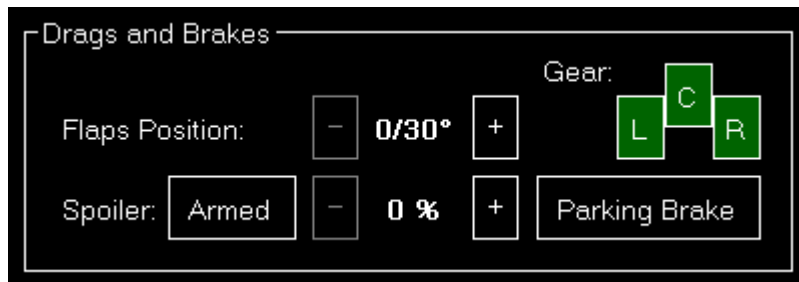 Drags and Brakes
Gear:
L C R
Flaps Position: − 0/30° +
Spoiler: Armed − 0 % + Parking Brake